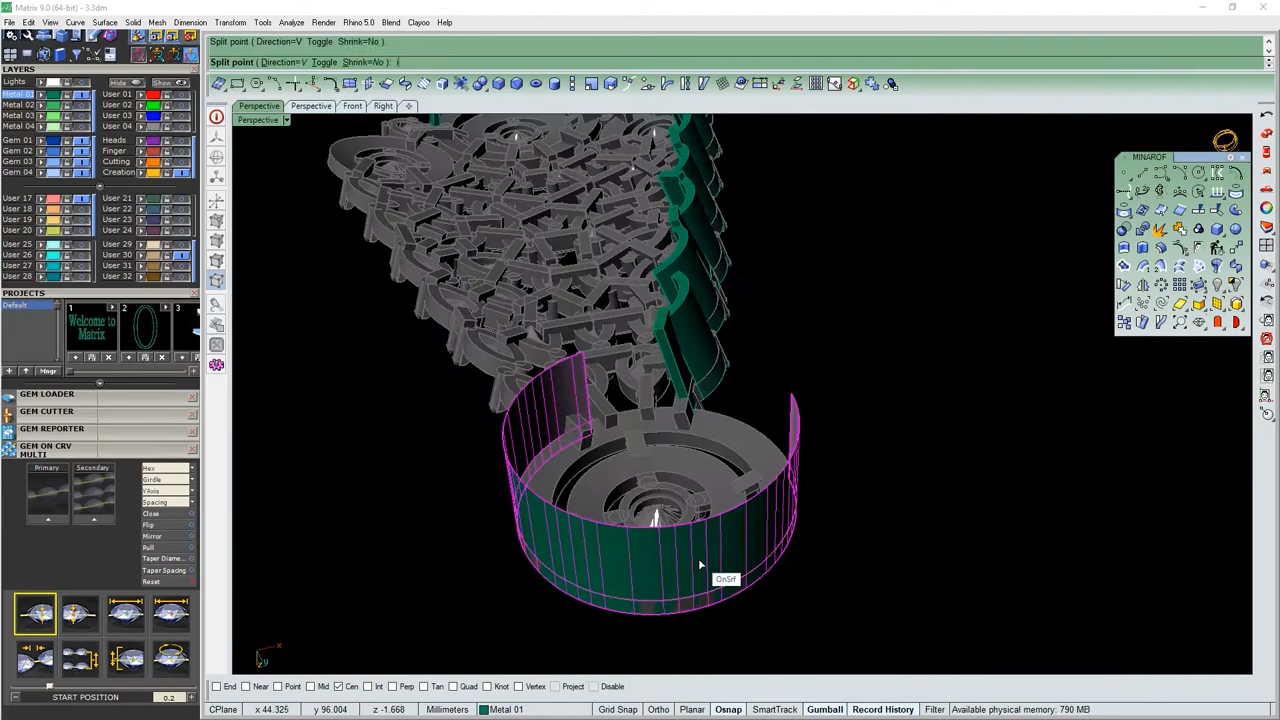 Matrix 9.0 (64-bit) - 3.3dm
File Edit View Curve Surface Solid Mesh Dimension Transform Tools Analyze Render Rhino 5.0 Blend Clayoo Help
Split point ( Direction=V Toggle Shrink=No ):
Split point ( Direction=V Toggle Shrink=No ):
LAYERS
Lights Hide Show
Metal 01 User 01
Metal 02 User 02
Metal 03 User 03
Metal 04 User 04
Gem 01 Heads
Gem 02 Finger
Gem 03 Cutting
Gem 04 Creation
User 17 User 21
User 18 User 22
User 19 User 23
User 20 User 24
User 25 User 29
User 26 User 30
User 27 User 31
User 28 User 32
PROJECTS
Default
1 2 3
Welcome to
Matrix
Mngr
GEM LOADER
GEM CUTTER
GEM REPORTER
GEM ON CRV
MULTI
Primary Secondary
Hex
Girdle
YAxis
Spacing
Close
Flip
Mirror
Pull
Taper Diame...
Taper Spacing
Reset
START POSITION 0.2
Perspective Perspective Front Right
Perspective
MINAROF
OnSrf
x
y
z
End Near Point Mid Cen Int Perp Tan Quad Knot Vertex Project Disable
CPlane x 44.325 y 96.004 z -1.668 Millimeters Metal 01 Grid Snap Ortho Planar Osnap SmartTrack Gumball Record History Filter Available physical memory: 790 MB